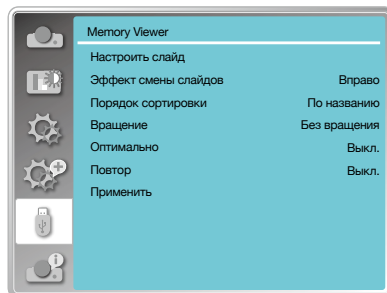 Memory Viewer
Настроить слайд
Эффект смены слайдов Вправо
Порядок сортировки По названию
Вращение Без вращения
Оптимально Выкл.
Повтор Выкл.
Применить